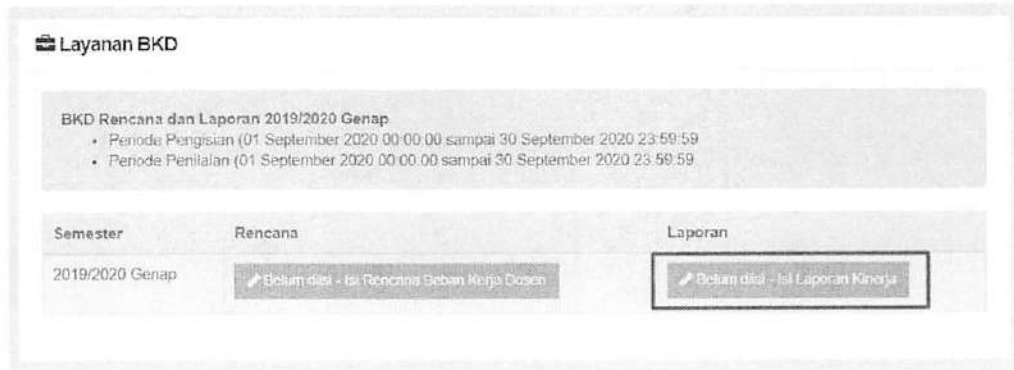 Layanan BKD
BKD Rencana dan Laporan 2019/2020 Genap
• Periode Pengisian (01 September 2020 00:00:00 sampai 30 September 2020 23:59:59
• Periode Penilaian (01 September 2020 00:00:00 sampai 30 September 2020 23:59:59
Semester Rencana Laporan
2019/2020 Genap Belum diisi - Isi Rencana Beban Kerja Dosen Belum diisi - Isi Laporan Kinerja